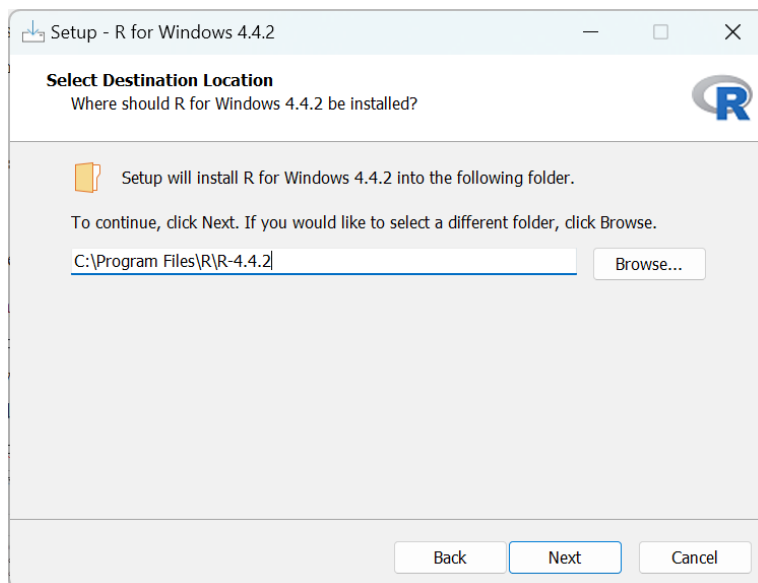 Setup - R for Windows 4.4.2
Select Destination Location
Where should R for Windows 4.4.2 be installed?
R
Setup will install R for Windows 4.4.2 into the following folder.
To continue, click Next. If you would like to select a different folder, click Browse.
C:\Program Files\R\R-4.4.2
Browse...
Back
Next
Cancel